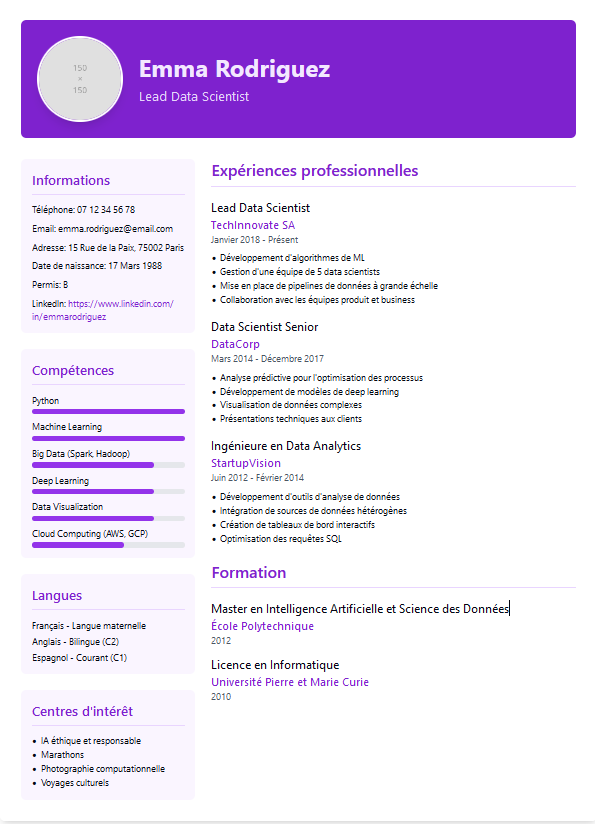 150
×
150
Emma Rodriguez
Lead Data Scientist
Informations
Téléphone: 07 12 34 56 78
Email: emma.rodriguez@email.com
Adresse: 15 Rue de la Paix, 75002 Paris
Date de naissance: 17 Mars 1988
Permis: B
LinkedIn: https://www.linkedin.com/
in/emmarodriguez
Compétences
Python
Machine Learning
Big Data (Spark, Hadoop)
Deep Learning
Data Visualization
Cloud Computing (AWS, GCP)
Langues
Français - Langue maternelle
Anglais - Bilingue (C2)
Espagnol - Courant (C1)
Centres d'intérêt
• IA éthique et responsable
• Marathons
• Photographie computationnelle
• Voyages culturels
Expériences professionnelles
Lead Data Scientist
TechInnovate SA
Janvier 2018 - Présent
• Développement d'algorithmes de ML
• Gestion d'une équipe de 5 data scientists
• Mise en place de pipelines de données à grande échelle
• Collaboration avec les équipes produit et business
Data Scientist Senior
DataCorp
Mars 2014 - Décembre 2017
• Analyse prédictive pour l'optimisation des processus
• Développement de modèles de deep learning
• Visualisation de données complexes
• Présentations techniques aux clients
Ingénieure en Data Analytics
StartupVision
Juin 2012 - Février 2014
• Développement d'outils d'analyse de données
• Intégration de sources de données hétérogènes
• Création de tableaux de bord interactifs
• Optimisation des requêtes SQL
Formation
Master en Intelligence Artificielle et Science des Données
École Polytechnique
2012
Licence en Informatique
Université Pierre et Marie Curie
2010